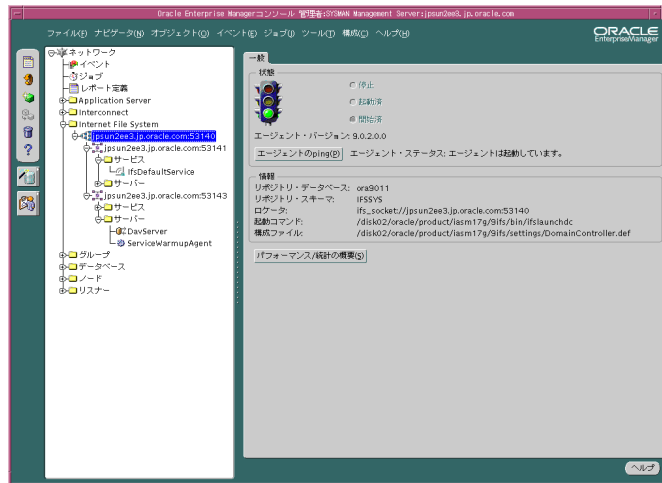 Oracle Enterprise Managerコンソール 管理者:SYSMAN Management Server:jpsun2ee3.jp.oracle.com
ファイル(F) ナビゲータ(N) オブジェクト(O) イベント(E) ジョブ(J) ツール(T) 構成(C) ヘルプ(H)
ORACLE
EnterpriseManager
ネットワーク
イベント
ジョブ
レポート定義
Application Server
Interconnect
Internet File System
jpsun2ee3.jp.oracle.com:53140
jpsun2ee3.jp.oracle.com:53141
サービス
IfsDefaultService
サーバー
jpsun2ee3.jp.oracle.com:53143
サービス
サーバー
DavServer
ServiceWarmupAgent
グループ
データベース
ノード
リスナー
一般
状態
停止
起動済
開始済
エージェント・バージョン: 9.0.2.0.0
エージェントのping(P) エージェント・ステータス: エージェントは起動しています。
情報
リポジトリ・データベース: ora9011
リポジトリ・スキーマ: IFSSYS
ロケータ: ifs_socket://jpsun2ee3.jp.oracle.com:53140
起動コマンド: /disk02/oracle/product/iasm17g/9ifs/bin/ifslaunchdc
構成ファイル: /disk02/oracle/product/iasm17g/9ifs/settings/DomainController.def
パフォーマンス/統計の概要(S)
ヘルプ